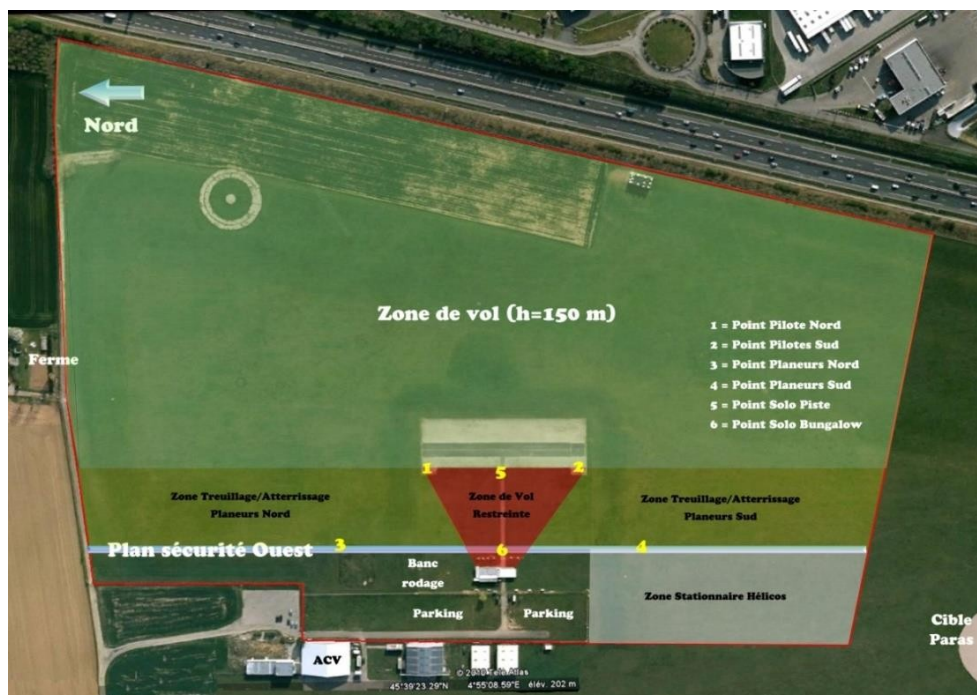 Nord
Zone de vol (h=150 m)
1 = Point Pilote Nord
2 = Point Pilotes Sud
3 = Point Planeurs Nord
4 = Point Planeurs Sud
5 = Point Solo Piste
6 = Point Solo Bungalow
Ferme
1
5
2
Zone Treuillage/Atterrissage
Planeurs Nord
Zone de Vol
Restreinte
Zone Treuillage/Atterrissage
Planeurs Sud
Plan sécurité Ouest
3
6
4
Banc
rodage
Zone Stationnaire Hélicos
Parking
Parking
Cible
Paras
ACV
© 2010 Tele Atlas
45°39'23.29"N 4°55'08.59"E élév. 202 m